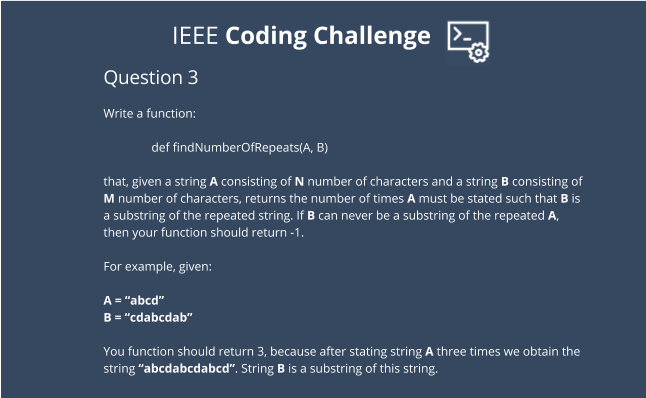 IEEE Coding Challenge
Question 3
Write a function:
def findNumberOfRepeats(A, B)
that, given a string A consisting of N number of characters and a string B consisting of
M number of characters, returns the number of times A must be stated such that B is
a substring of the repeated string. If B can never be a substring of the repeated A,
then your function should return -1.
For example, given:
A = “abcd”
B = “cdabcdab”
You function should return 3, because after stating string A three times we obtain the
string “abcdabcdabcd”. String B is a substring of this string.